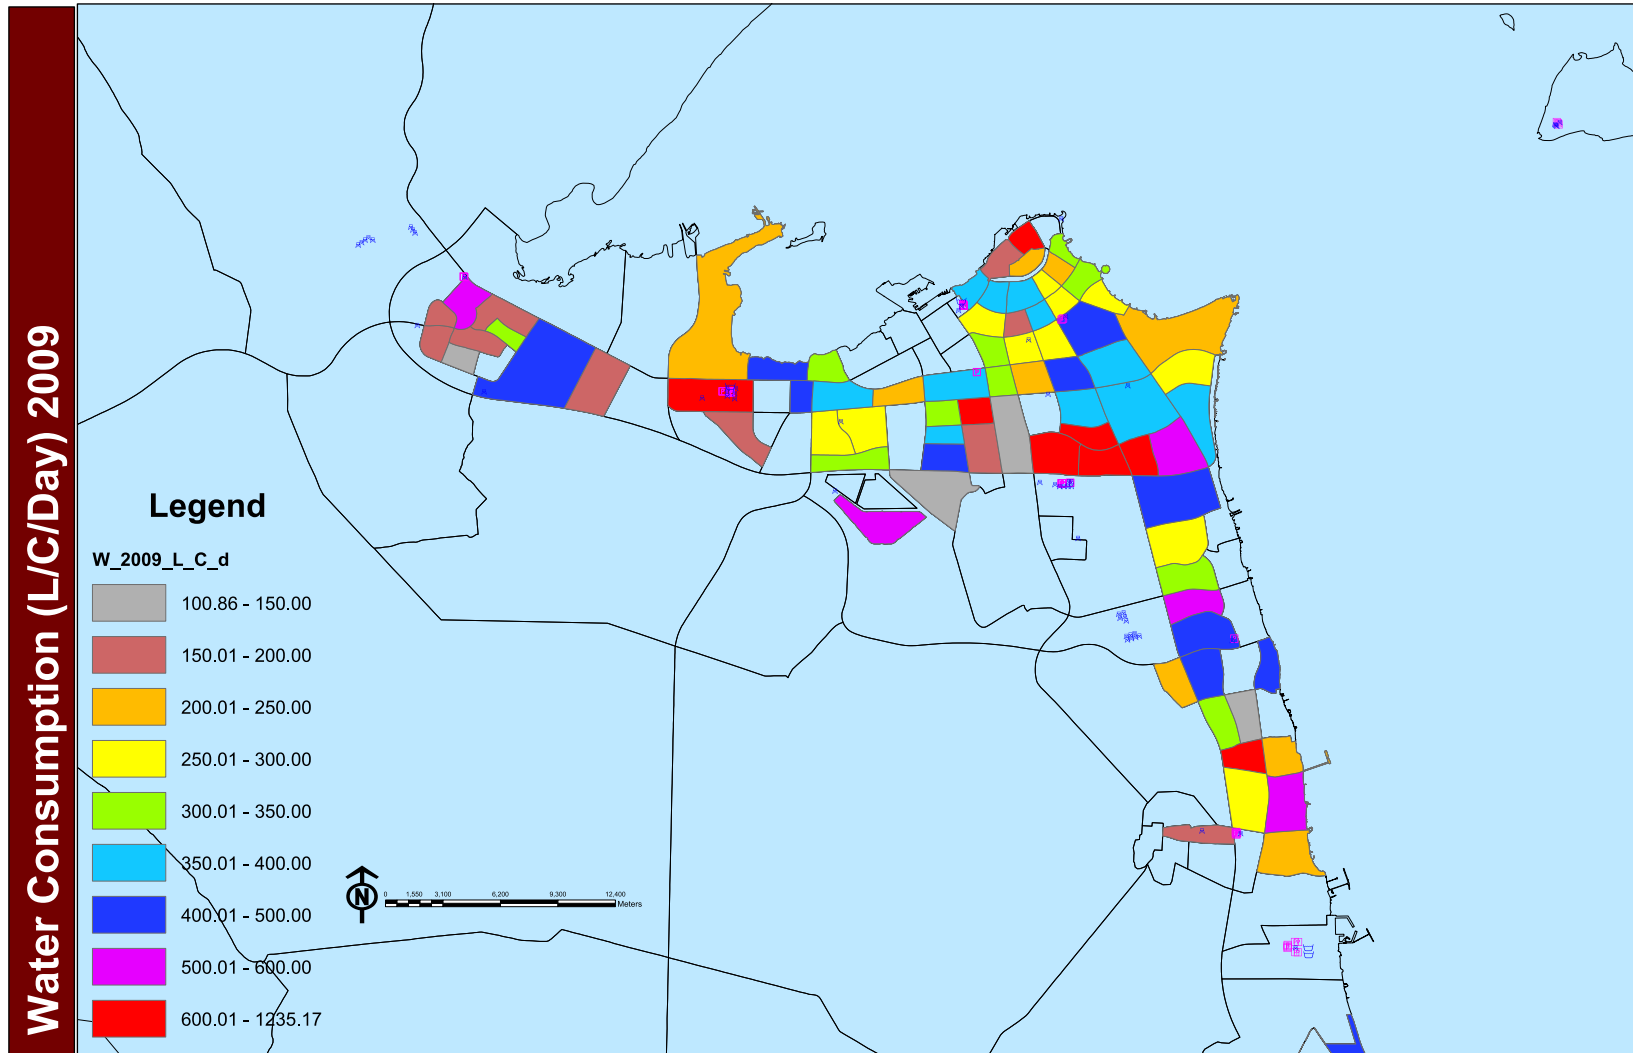 Water Consumption (L/C/Day) 2009
Legend
W_2009_L_C_d
100.86 - 150.00
150.01 - 200.00
200.01 - 250.00
250.01 - 300.00
300.01 - 350.00
350.01 - 400.00
400.01 - 500.00
500.01 - 600.00
600.01 - 1235.17
N
0 1,550 3,100 6,200 9,300 12,400
Meters